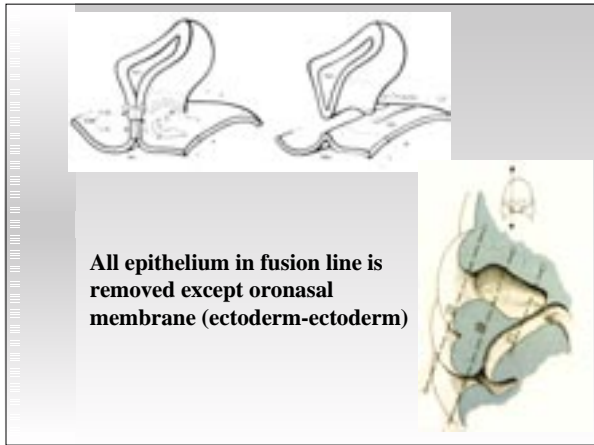 All epithelium in fusion line is
removed except oronasal
membrane (ectoderm-ectoderm)